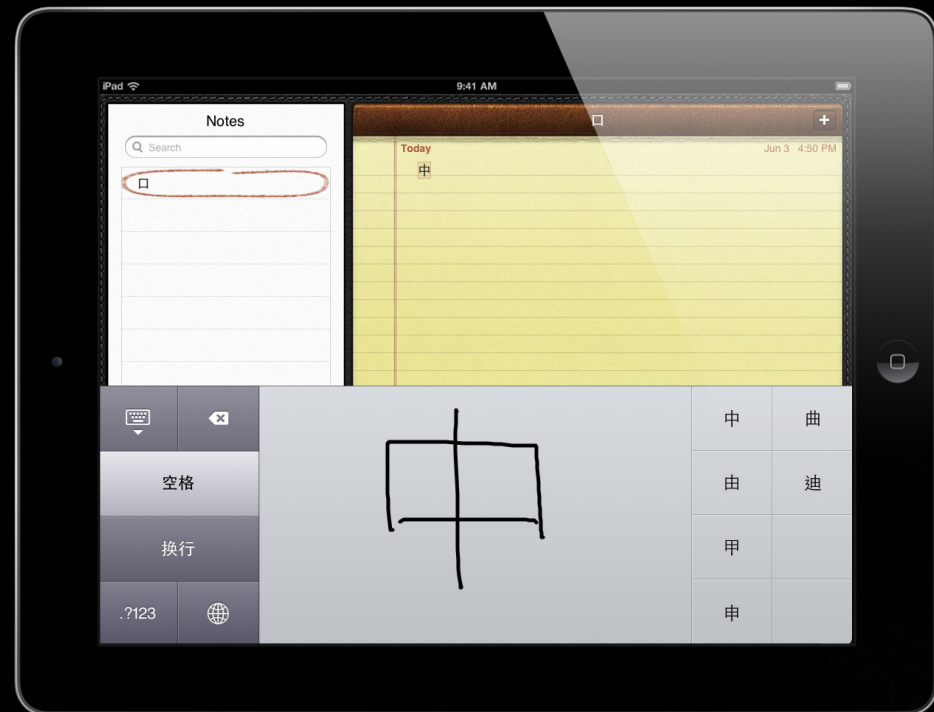 iPad 9:41 AM
Notes
口 +
Search
Today Jun 3 4:50 PM
口
中
中 曲
空格
由 迪
换行
甲
.?123
申
中